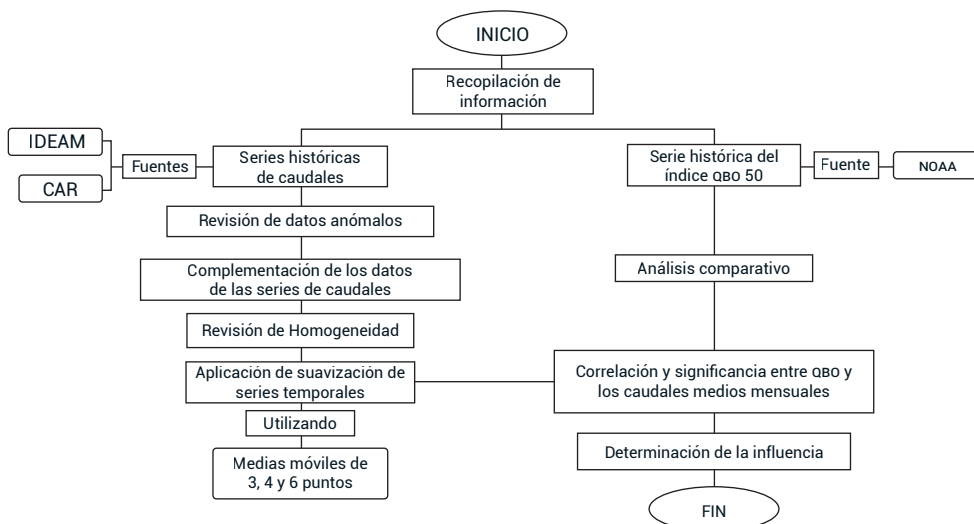 INICIO
Recopilación de
información
IDEAM
CAR
Fuentes
Series históricas
de caudales
Serie histórica del
índice QBO 50
Fuente
NOAA
Revisión de datos anómalos
Complementación de los datos
de las series de caudales
Análisis comparativo
Revisión de Homogeneidad
Aplicación de suavización de
series temporales
Correlación y significancia entre QBO y
los caudales medios mensuales
Utilizando
Medias móviles de
3, 4 y 6 puntos
Determinación de la influencia
FIN